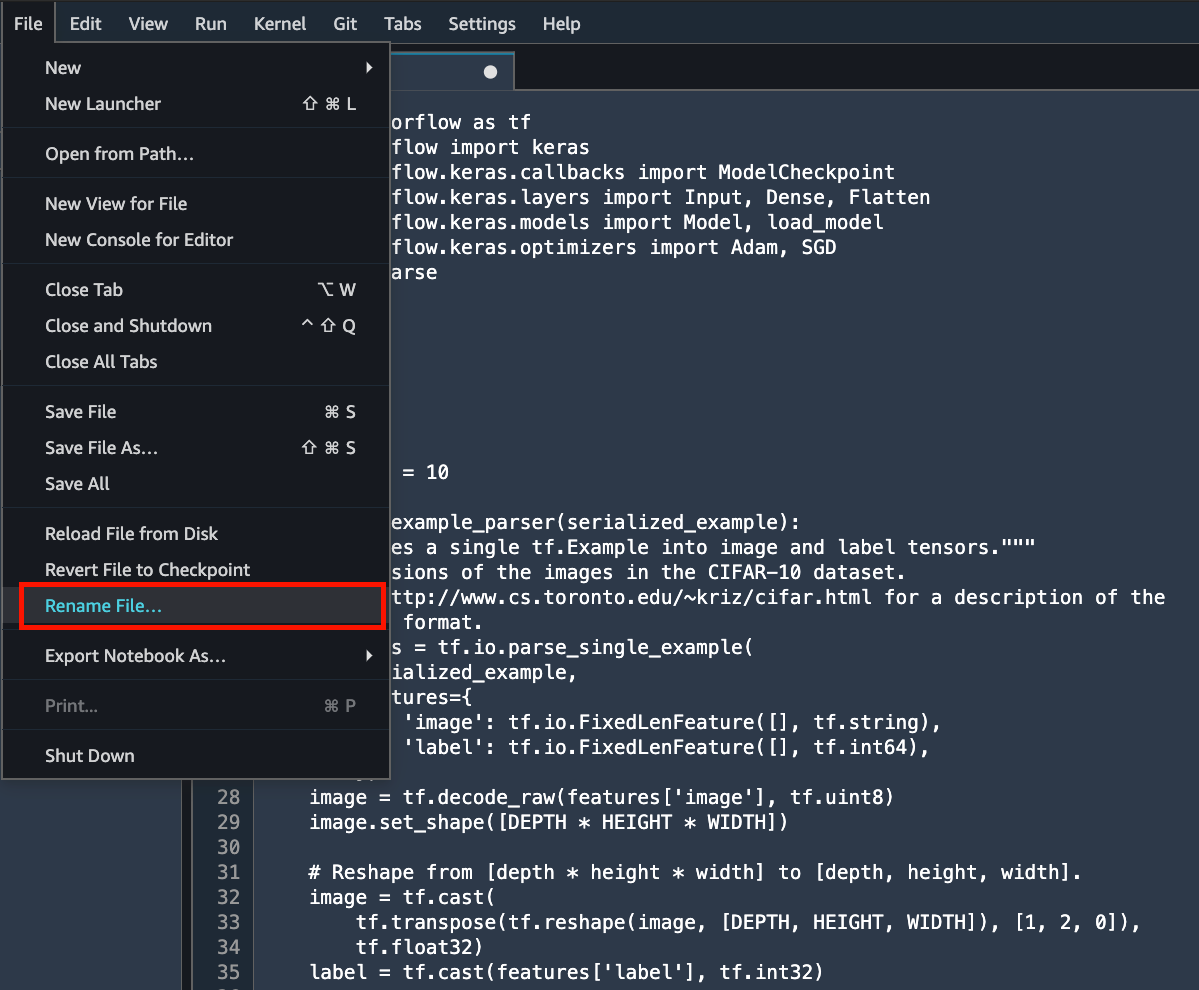 File Edit View Run Kernel Git Tabs Settings Help
New
New Launcher ⇧ ⌘ L
Open from Path…
New View for File
New Console for Editor
Close Tab ⌥ W
Close and Shutdown ^ ⇧ Q
Close All Tabs
Save File ⌘ S
Save File As… ⇧ ⌘ S
Save All
Reload File from Disk
Revert File to Checkpoint
Rename File…
Export Notebook As…
Print... ⌘ P
Shut Down
orflow as tf
flow import keras
flow.keras.callbacks import ModelCheckpoint
flow.keras.layers import Input, Dense, Flatten
flow.keras.models import Model, load_model
flow.keras.optimizers import Adam, SGD
arse
= 10
example_parser(serialized_example):
es a single tf.Example into image and label tensors."""
sions of the images in the CIFAR-10 dataset.
ttp://www.cs.toronto.edu/~kriz/cifar.html for a description of the
format.
s = tf.io.parse_single_example(
ialized_example,
tures={
'image': tf.io.FixedLenFeature([], tf.string),
'label': tf.io.FixedLenFeature([], tf.int64),
28 image = tf.decode_raw(features['image'], tf.uint8)
29 image.set_shape([DEPTH * HEIGHT * WIDTH])
30
31 # Reshape from [depth * height * width] to [depth, height, width].
32 image = tf.cast(
33 tf.transpose(tf.reshape(image, [DEPTH, HEIGHT, WIDTH]), [1, 2, 0]),
34 tf.float32)
35 label = tf.cast(features['label'], tf.int32)